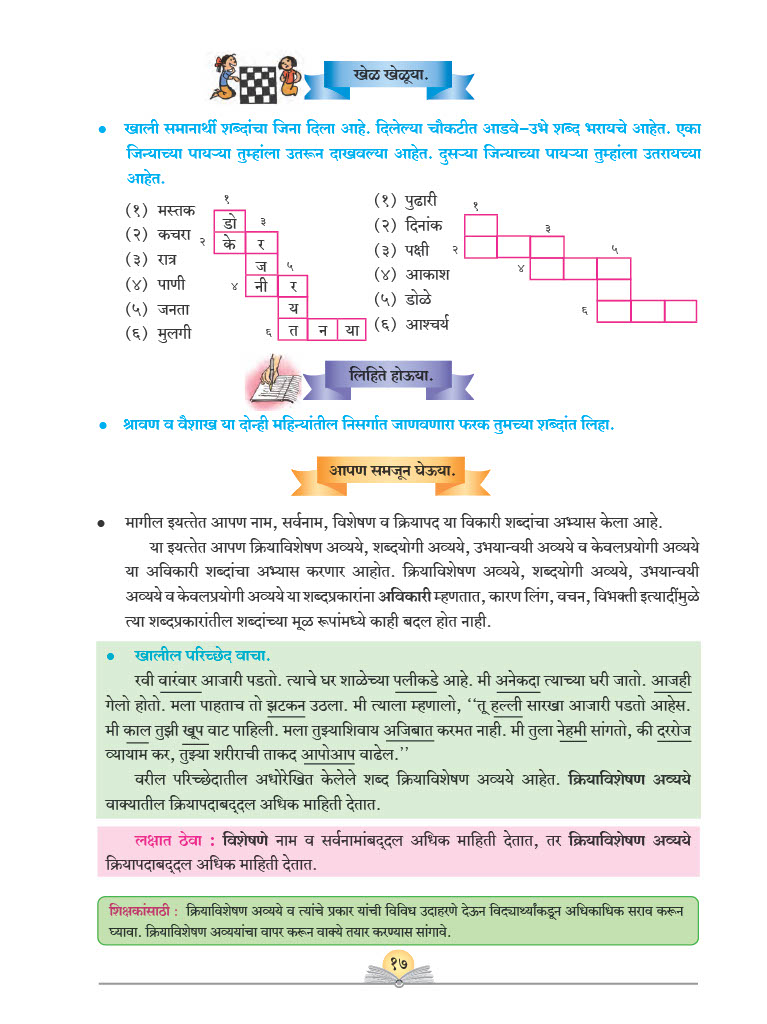 खेळ खेळूया.
● खाली समानार्थी शब्दांचा जिना दिला आहे. दिलेल्या चौकटीत आडवे-उभे शब्द भरायचे आहेत. एका
जिन्याच्या पायऱ्या तुम्हांला उतरून दाखवल्या आहेत. दुसऱ्या जिन्याच्या पायऱ्या तुम्हांला उतरायच्या
आहेत.
(१) मस्तक
(२) कचरा
(३) रात्र
(४) पाणी
(५) जनता
(६) मुलगी
१
डो ३
२ के र
ज ५
४ नी र
य
६ त न या
(१) पुढारी
(२) दिनांक
(३) पक्षी
(४) आकाश
(५) डोळे
(६) आश्चर्य
१
३
२ ५
४
६
लिहिते होऊया.
● श्रावण व वैशाख या दोन्ही महिन्यांतील निसर्गात जाणवणारा फरक तुमच्या शब्दांत लिहा.
आपण समजून घेऊया.
● मागील इयत्तेत आपण नाम, सर्वनाम, विशेषण व क्रियापद या विकारी शब्दांचा अभ्यास केला आहे.
या इयत्तेत आपण क्रियाविशेषण अव्यये, शब्दयोगी अव्यये, उभयान्वयी अव्यये व केवलप्रयोगी अव्यये
या अविकारी शब्दांचा अभ्यास करणार आहोत. क्रियाविशेषण अव्यये, शब्दयोगी अव्यये, उभयान्वयी
अव्यये व केवलप्रयोगी अव्यये या शब्दप्रकारांना अविकारी म्हणतात, कारण लिंग, वचन, विभक्ती इत्यादींमुळे
त्या शब्दप्रकारांतील शब्दांच्या मूळ रूपांमध्ये काही बदल होत नाही.
● खालील परिच्छेद वाचा.
रवी वारंवार आजारी पडतो. त्याचे घर शाळेच्या पलीकडे आहे. मी अनेकदा त्याच्या घरी जातो. आजही
गेलो होतो. मला पाहताच तो झटकन उठला. मी त्याला म्हणालो, ‘‘तू हल्ली सारखा आजारी पडतो आहेस.
मी काल तुझी खूप वाट पाहिली. मला तुझ्याशिवाय अजिबात करमत नाही. मी तुला नेहमी सांगतो, की दररोज
व्यायाम कर, तुझ्या शरीराची ताकद आपोआप वाढेल.’’
वरील परिच्छेदातील अधोरेखित केलेले शब्द क्रियाविशेषण अव्यये आहेत. क्रियाविशेषण अव्यये
वाक्यातील क्रियापदाबद्दल अधिक माहिती देतात.
लक्षात ठेवा : विशेषणे नाम व सर्वनामांबद्दल अधिक माहिती देतात, तर क्रियाविशेषण अव्यये
क्रियापदाबद्दल अधिक माहिती देतात.
शिक्षकांसाठी : क्रियाविशेषण अव्यये व त्यांचे प्रकार यांची विविध उदाहरणे देऊन विद्यार्थ्यांकडून अधिकाधिक सराव करून
घ्यावा. क्रियाविशेषण अव्ययांचा वापर करून वाक्ये तयार करण्यास सांगावे.
१७